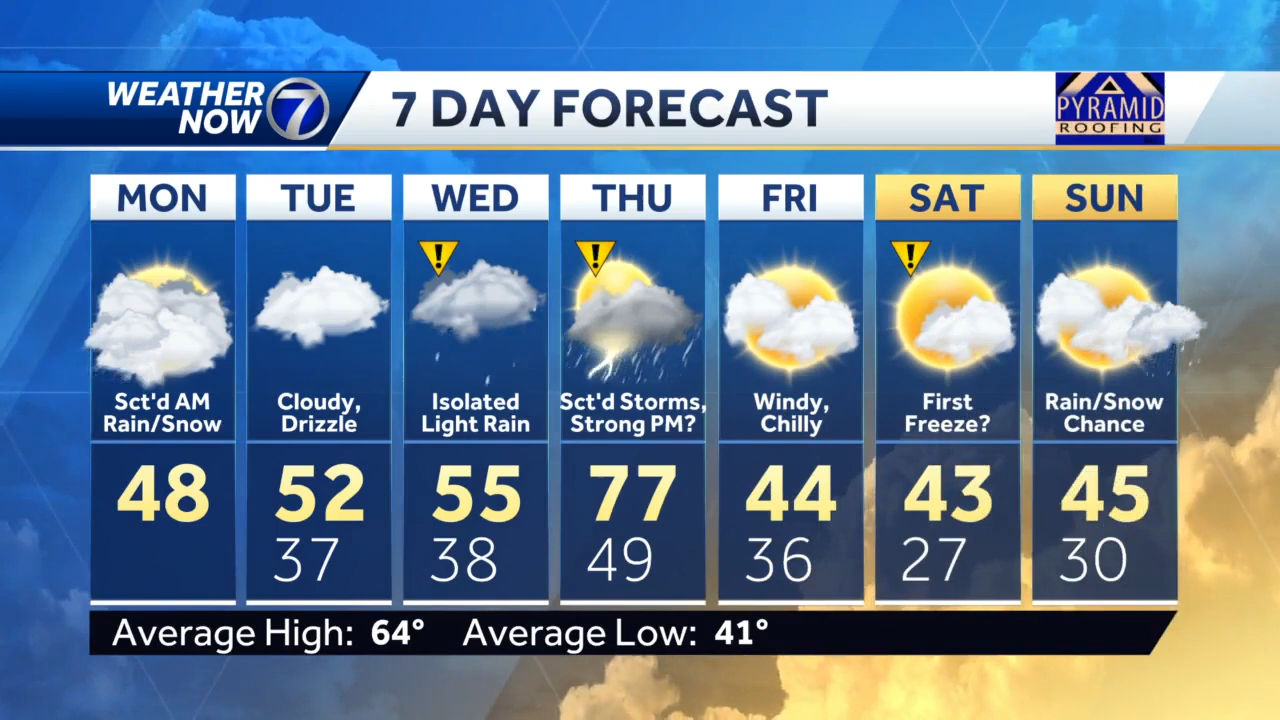 WEATHER
NOW 7
7 DAY FORECAST
PYRAMID
ROOFING
MON
TUE
WED
THU
FRI
SAT
SUN
!
!
!
Sct'd AM
Rain/Snow
Cloudy,
Drizzle
Isolated
Light Rain
Sct'd Storms,
Strong PM?
Windy,
Chilly
First
Freeze?
Rain/Snow
Chance
48
52
55
77
44
43
45
37
38
49
36
27
30
Average High: 64° Average Low: 41°